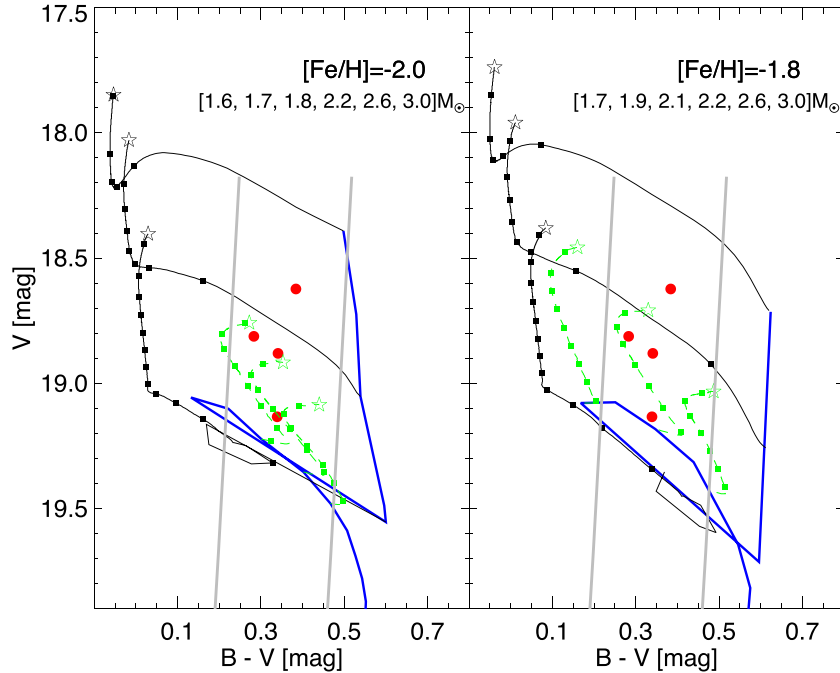 [Fe/H]=-2.0
[1.6, 1.7, 1.8, 2.2, 2.6, 3.0]M☉
[Fe/H]=-1.8
[1.7, 1.9, 2.1, 2.2, 2.6, 3.0]M☉
17.5
18.0
18.5
19.0
19.5
V [mag]
0.1 0.3 0.5 0.7
0.1 0.3 0.5 0.7
B - V [mag]
B - V [mag]